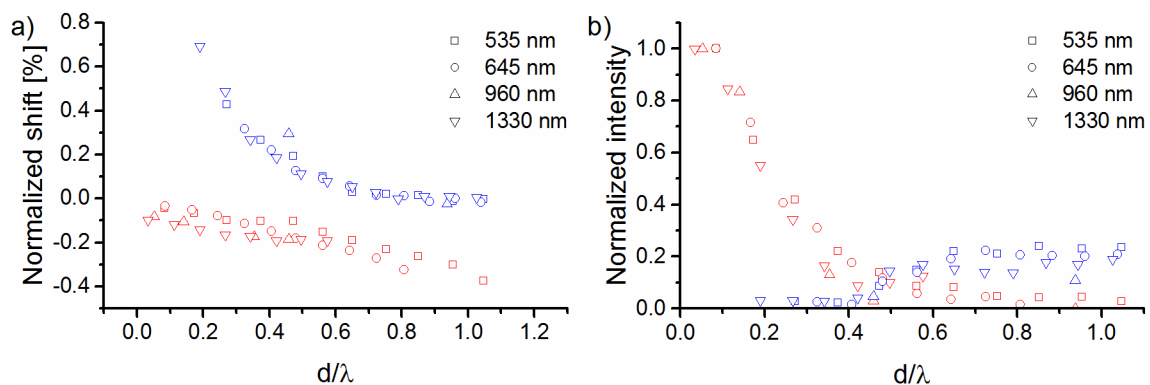 a)
Normalized shift [%]
0.8
0.6
0.4
0.2
0.0
-0.2
-0.4
0.0 0.2 0.4 0.6 0.8 1.0 1.2
d/λ
535 nm
645 nm
960 nm
1330 nm
b)
Normalized intensity
1.0
0.8
0.6
0.4
0.2
0.0
0.0 0.2 0.4 0.6 0.8 1.0
d/λ
535 nm
645 nm
960 nm
1330 nm